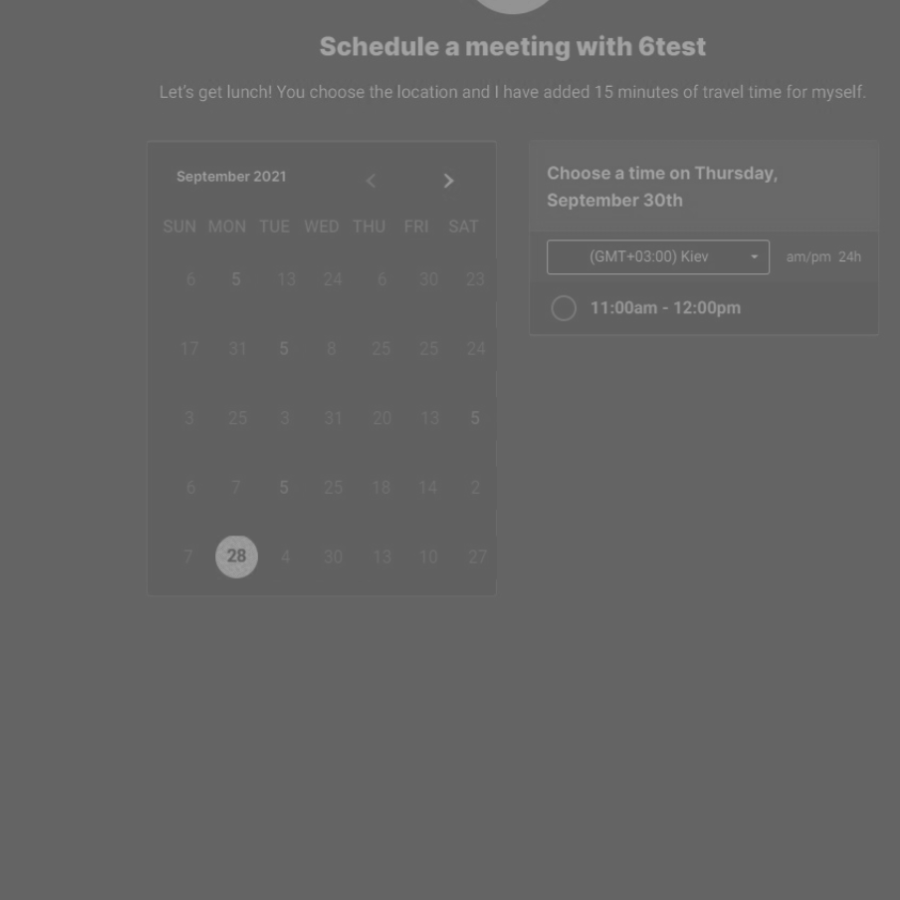 Schedule a meeting with 6test
Let's get lunch! You choose the location and I have added 15 minutes of travel time for myself.
September 2021
SUN MON TUE WED THU FRI SAT
6 5 13 24 6 30 23
17 31 5 8 25 25 24
3 25 3 31 20 13 5
6 7 5 25 18 14 2
7 28 4 30 13 10 27
Choose a time on Thursday,
September 30th
(GMT+03:00) Kiev am/pm 24h
11:00am - 12:00pm